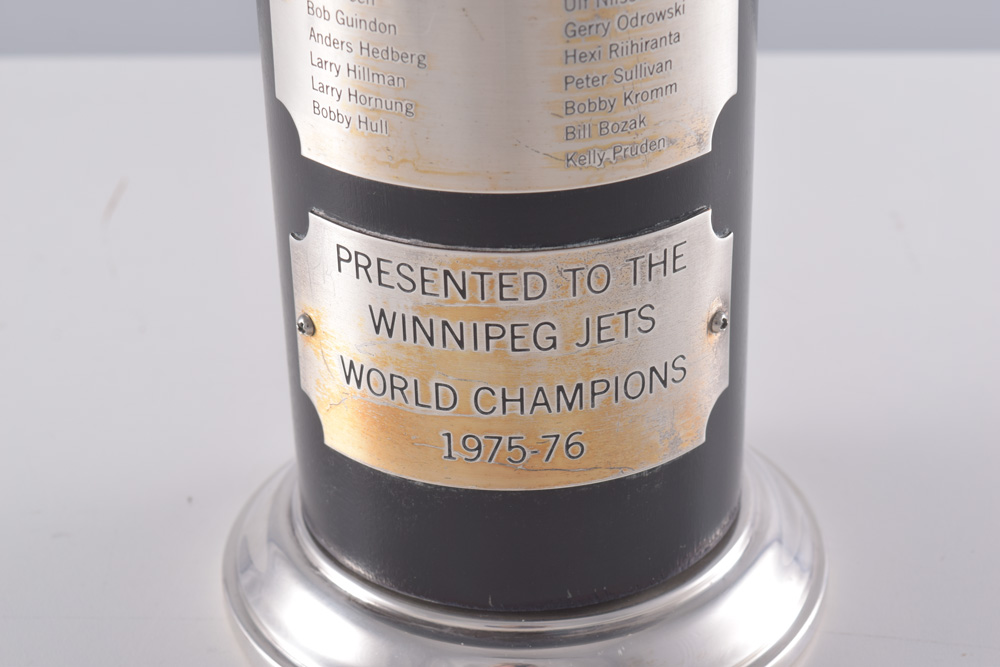 Bob Guindon
Anders Hedberg
Larry Hillman
Larry Hornung
Bobby Hull
Ulf
Gerry Odrowski
Hexi Riihiranta
Peter Sullivan
Bobby Kromm
Bill Bozak
Kelly Pruden
PRESENTED TO THE
WINNIPEG JETS
WORLD CHAMPIONS
1975-76